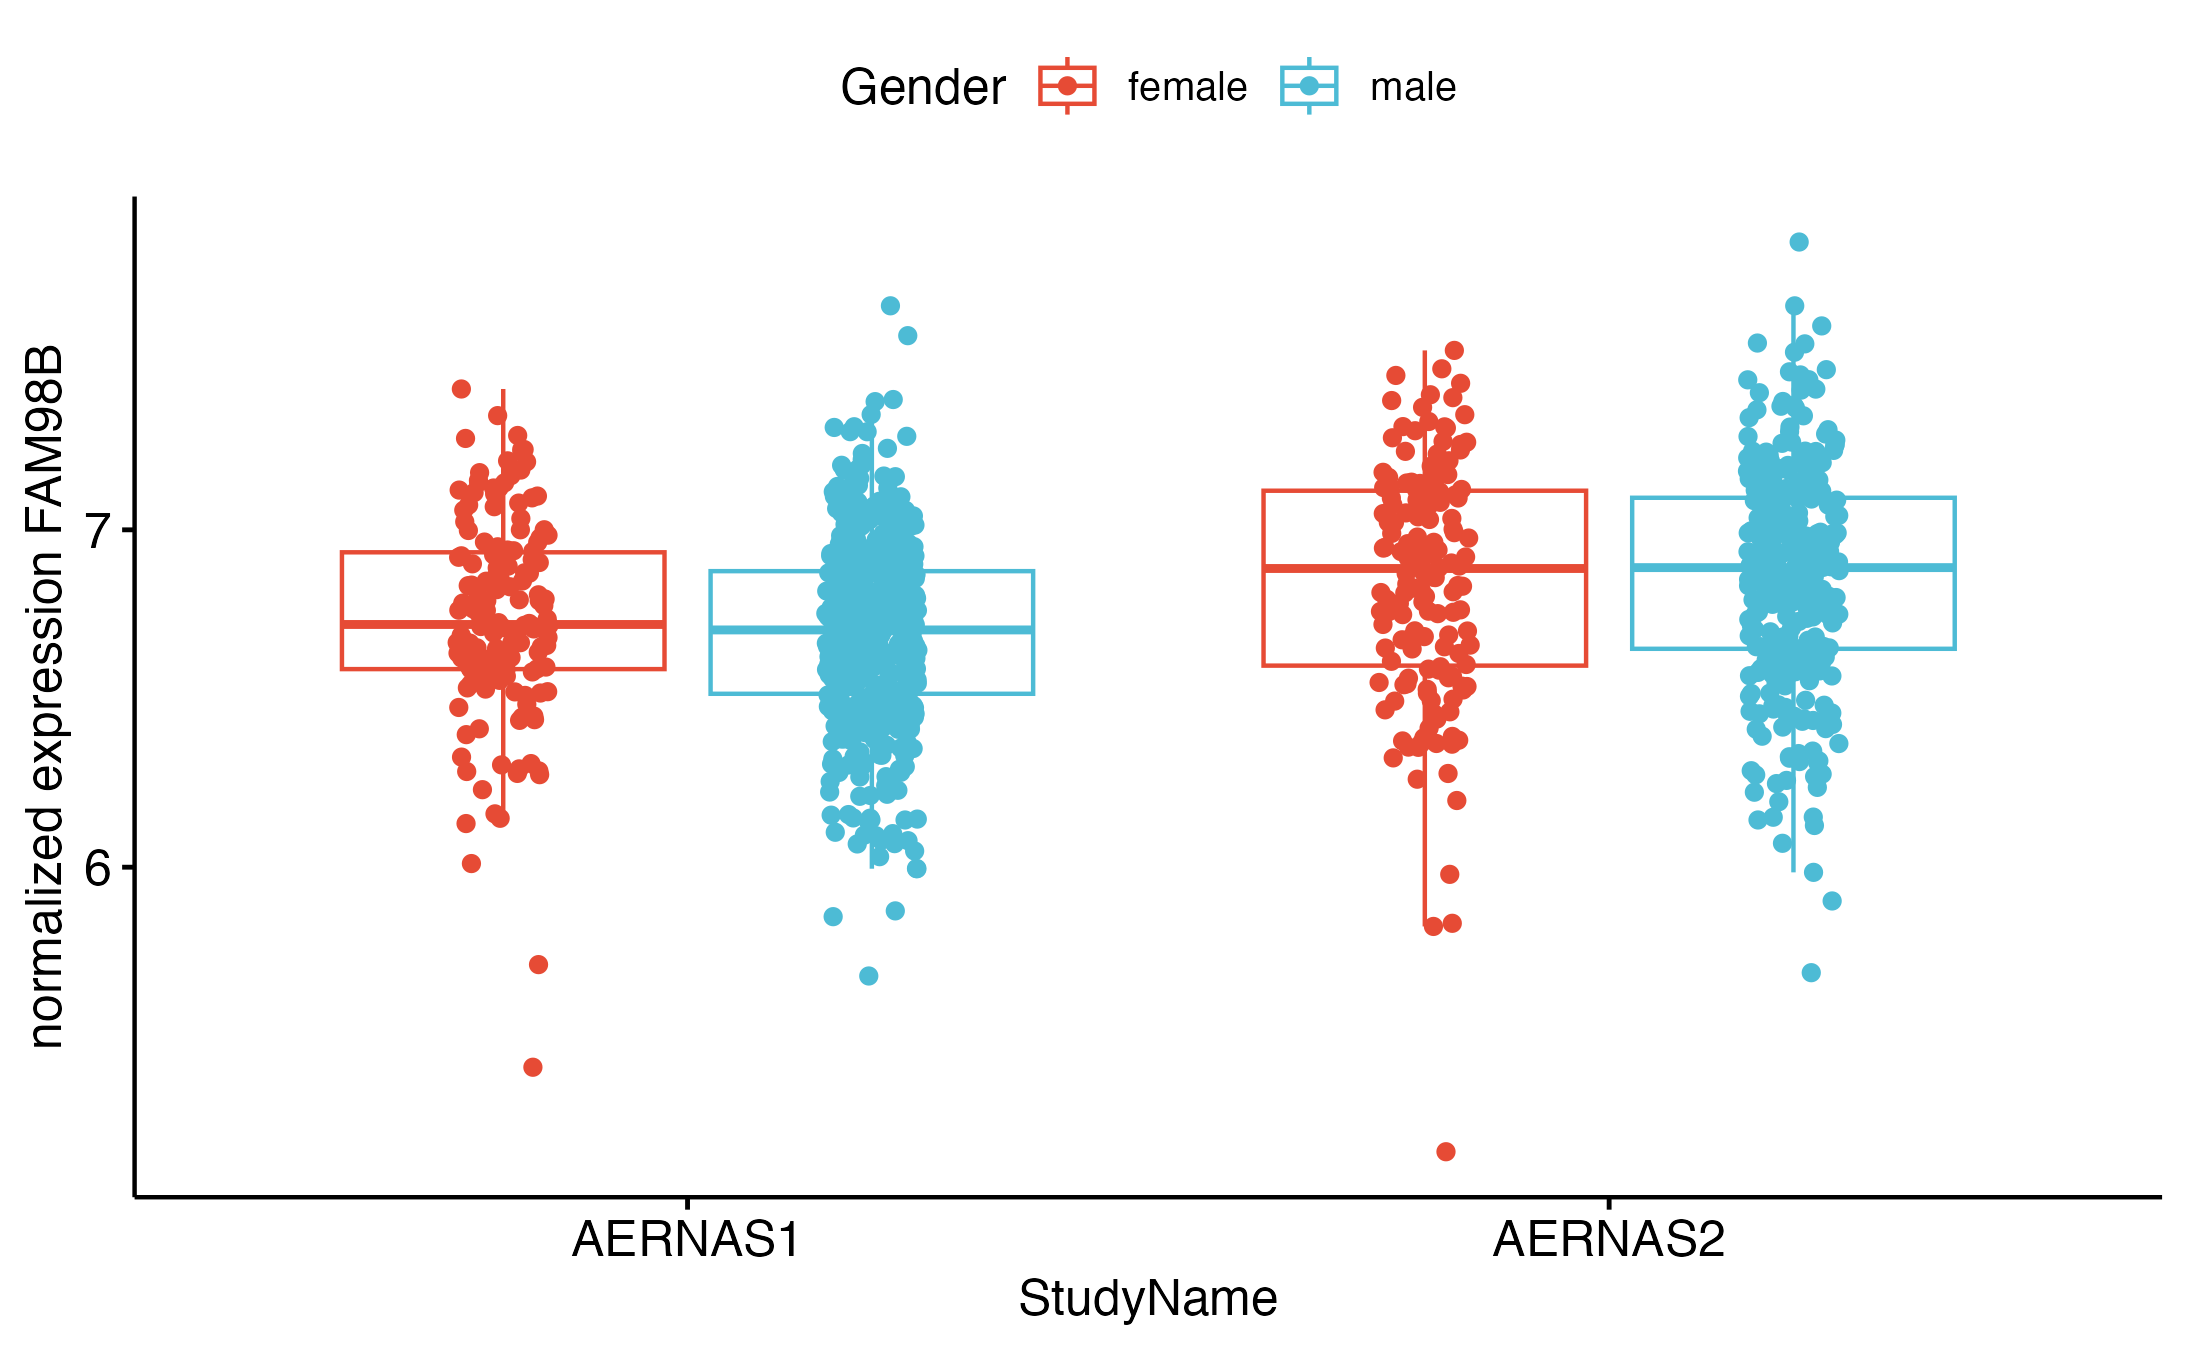 Gender female male
normalized expression FAM98B
7
6
AERNAS1 AERNAS2
StudyName